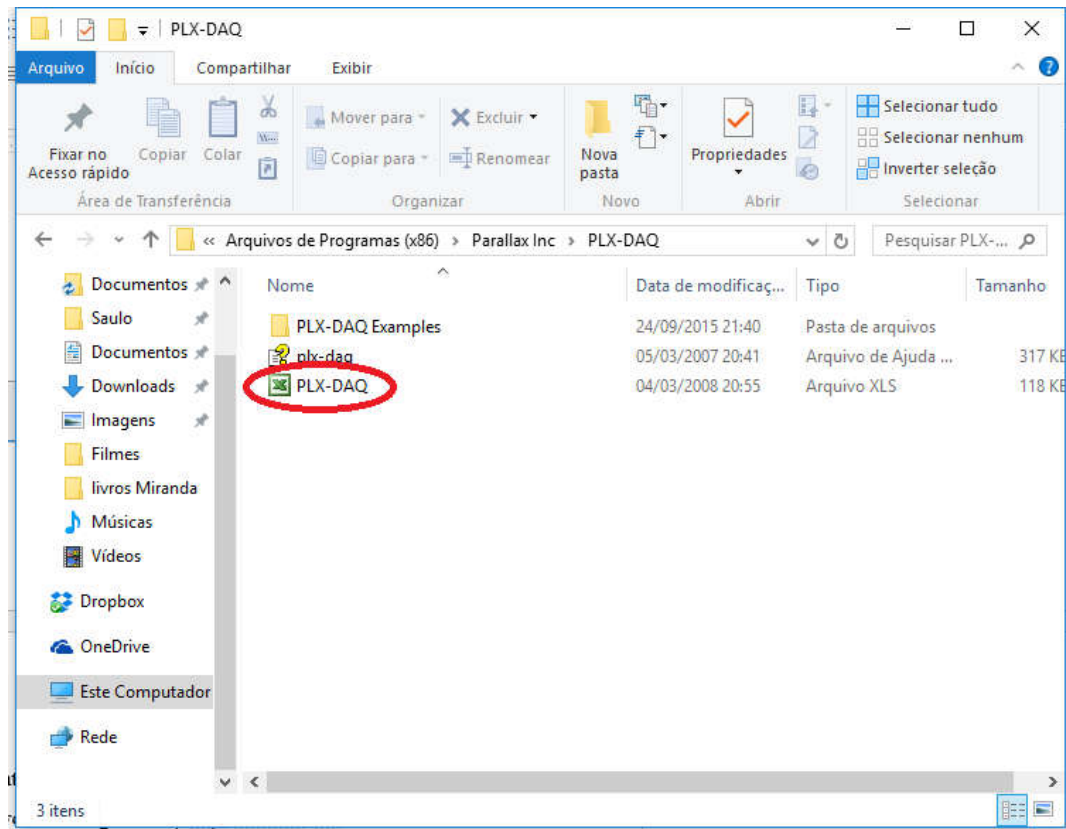 PLX-DAQ
Arquivo Início Compartilhar Exibir
Fixar no Acesso rápido
Copiar
Colar
Mover para
Copiar para
Excluir
Renomear
Nova pasta
Propriedades
Selecionar tudo
Selecionar nenhum
Inverter seleção
Área de Transferência Organizar Novo Abrir Selecionar
« Arquivos de Programas (x86) > Parallax Inc > PLX-DAQ
Pesquisar PLX-...
Nome Data de modificaç... Tipo Tamanho
PLX-DAQ Examples 24/09/2015 21:40 Pasta de arquivos
plx-daq 05/03/2007 20:41 Arquivo de Ajuda ... 317 KE
PLX-DAQ 04/03/2008 20:55 Arquivo XLS 118 KE
Documentos
Saulo
Documentos
Downloads
Imagens
Filmes
livros Miranda
Músicas
Vídeos
Dropbox
OneDrive
Este Computador
Rede
3 itens